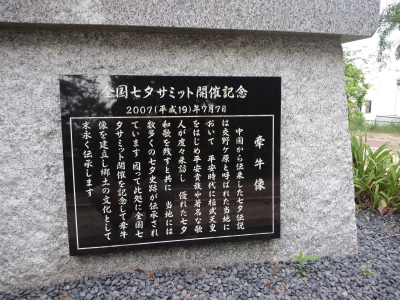 全国七夕サミット開催記念
2007(平成19)年7月7日
牽牛像
中国から伝来した七夕伝説
は交野ケ原と呼ばれた当地に
おいて 平安時代に桓武天皇
をはじめ平安貴族や著名な歌
人が度々来訪し 優れた七夕
和歌を残すと共に 当地には
数多くの七夕史跡が伝承され
ています 因って此処に全国七
夕サミット開催を記念して牽牛
像を建立し郷土の文化として
末永く伝承します